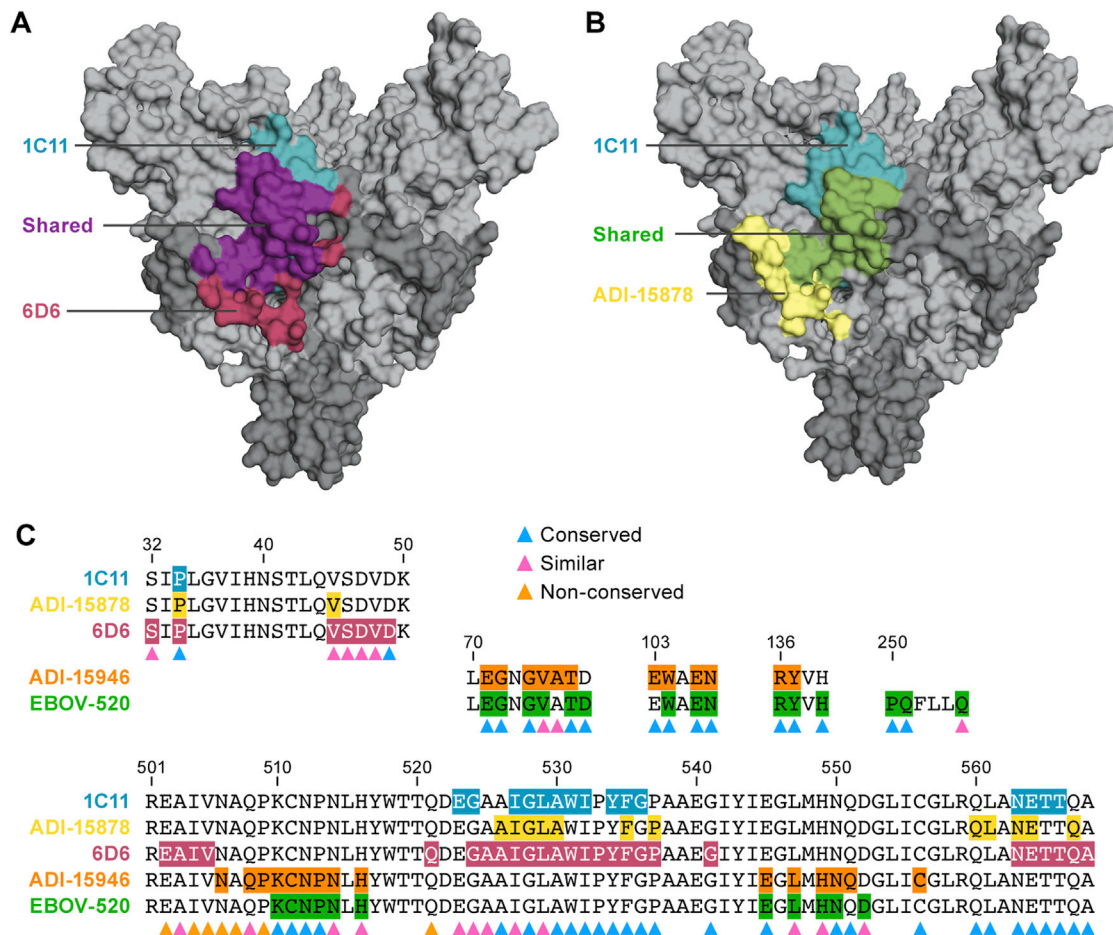 A
1C11
Shared
6D6
B
1C11
Shared
ADI-15878
C
32 40 50
1C11 SIPLGVIHNSTLQVSDVDK
ADI-15878 SIPLGVIHNSTLQVSDVDK
6D6 SIPLGVIHNSTLQVSDVDK
Conserved
Similar
Non-conserved
70 103 136 250
ADI-15946 LEGNGVATD EWAEN RYVH
EBOV-520 LEGNGVATD EWAEN RYVH PQFLLQ
501 510 520 530 540 550 560
1C11 REAIVNAQPKCNPNLHYWTTQDEGAAIGLAWIPYFGPAAEGIYIEGLMHNQDGLICGLRQLANETTQA
ADI-15878 REAIVNAQPKCNPNLHYWTTQDEGAAIGLAWIPYFGPAAEGIYIEGLMHNQDGLICGLRQLANETTQA
6D6 REAIVNAQPKCNPNLHYWTTQDEGAAIGLAWIPYFGPAAEGIYIEGLMHNQDGLICGLRQLANETTQA
ADI-15946 REAIVNAQPKCNPNLHYWTTQDEGAAIGLAWIPYFGPAAEGIYIEGLMHNQDGLICGLRQLANETTQA
EBOV-520 REAIVNAQPKCNPNLHYWTTQDEGAAIGLAWIPYFGPAAEGIYIEGLMHNQDGLICGLRQLANETTQA